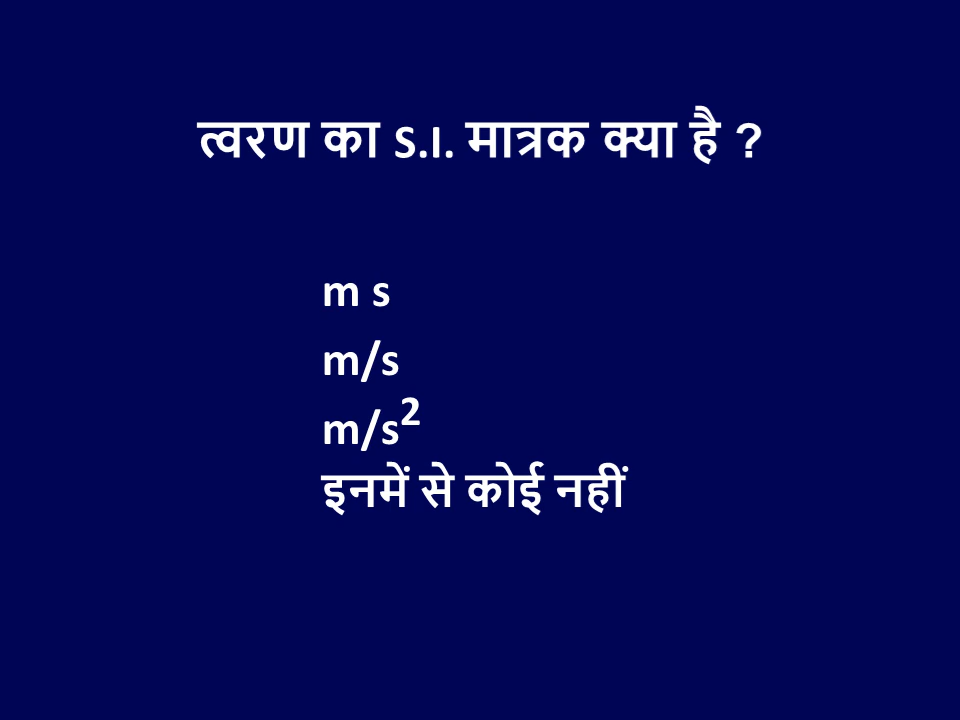 त्वरण का S.I. मात्रक क्या है ?
m s
m/s
m/s²
इनमें से कोई नहीं